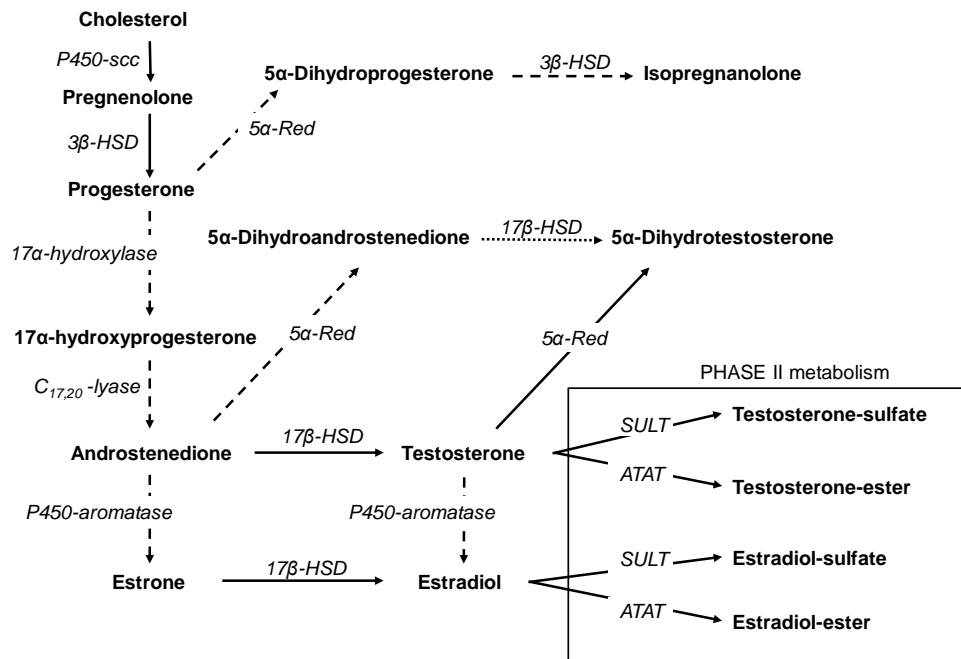 Cholesterol
P450-scc
Pregnenolone
3β-HSD
Progesterone
5α-Dihydroprogesterone
3β-HSD
Isopregnanolone
5α-Red
17α-hydroxylase
5α-Dihydroandrostenedione
17β-HSD
5α-Dihydrotestosterone
17α-hydroxyprogesterone
5α-Red
5α-Red
C17,20 -lyase
PHASE II metabolism
Androstenedione
17β-HSD
Testosterone
SULT
Testosterone-sulfate
ATAT
Testosterone-ester
P450-aromatase
P450-aromatase
Estrone
17β-HSD
Estradiol
SULT
Estradiol-sulfate
ATAT
Estradiol-ester